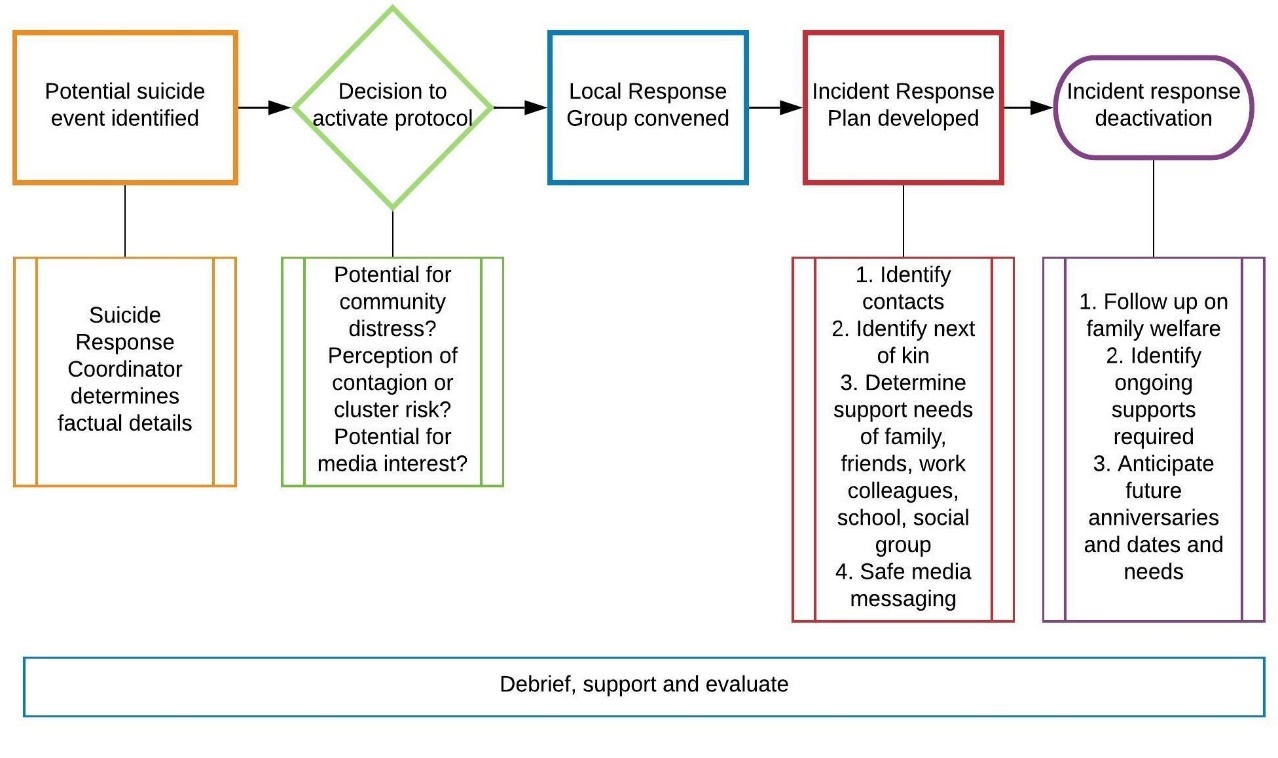 Potential suicide
event identified
Decision to
activate protocol
Local Response
Group convened
Incident Response
Plan developed
Incident response
deactivation
Suicide
Response
Coordinator
determines
factual details
Potential for
community
distress?
Perception of
contagion or
cluster risk?
Potential for
media interest?
1. Identify
contacts
2. Identify next
of kin
3. Determine
support needs
of family,
friends, work
colleagues,
school, social
group
4. Safe media
messaging
1. Follow up on
family welfare
2. Identify
ongoing
supports
required
3. Anticipate
future
anniversaries
and dates and
needs
Debrief, support and evaluate